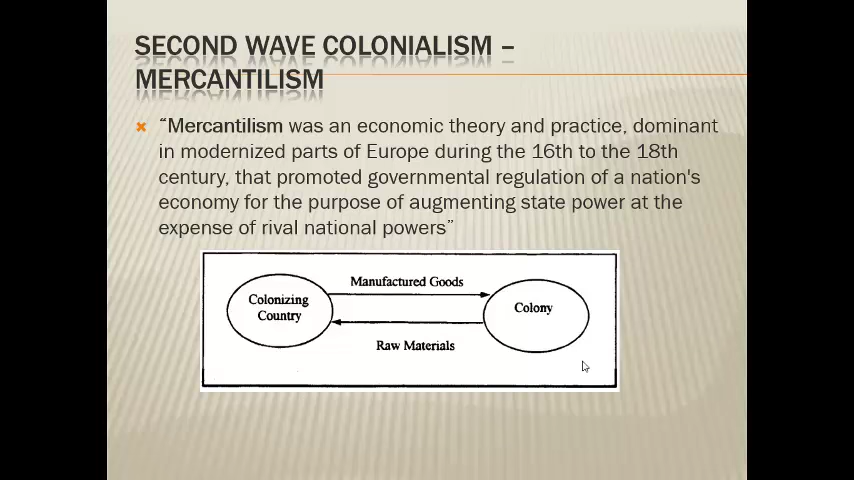 SECOND WAVE COLONIALISM –
MERCANTILISM
“Mercantilism was an economic theory and practice, dominant
in modernized parts of Europe during the 16th to the 18th
century, that promoted governmental regulation of a nation's
economy for the purpose of augmenting state power at the
expense of rival national powers”
Manufactured Goods
Colonizing
Country
Colony
Raw Materials